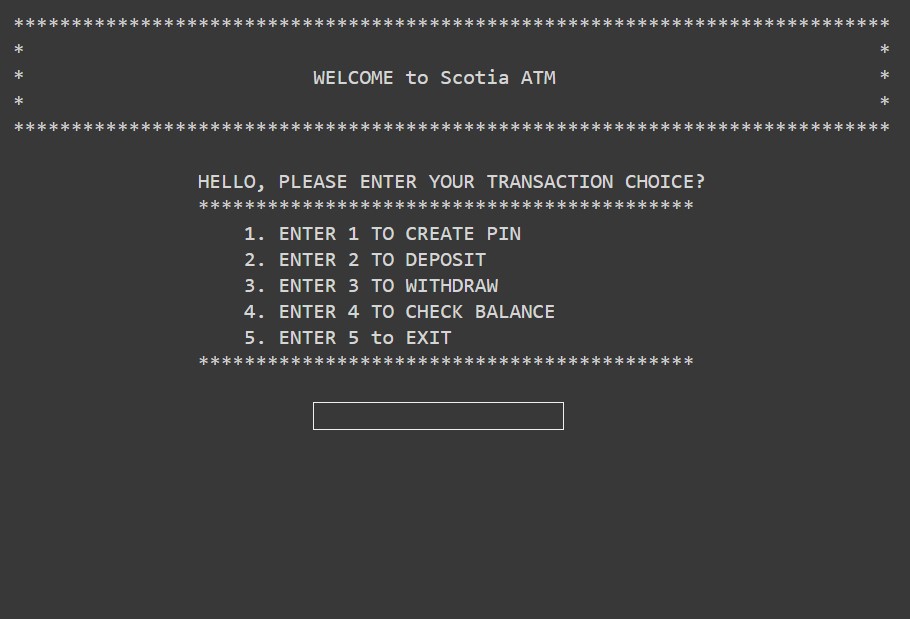 ****************************************************************************
*                                                                          *
*                         WELCOME to Scotia ATM                            *
*                                                                          *
****************************************************************************
HELLO, PLEASE ENTER YOUR TRANSACTION CHOICE?
*******************************************
1. ENTER 1 TO CREATE PIN
2. ENTER 2 TO DEPOSIT
3. ENTER 3 TO WITHDRAW
4. ENTER 4 TO CHECK BALANCE
5. ENTER 5 to EXIT
*******************************************